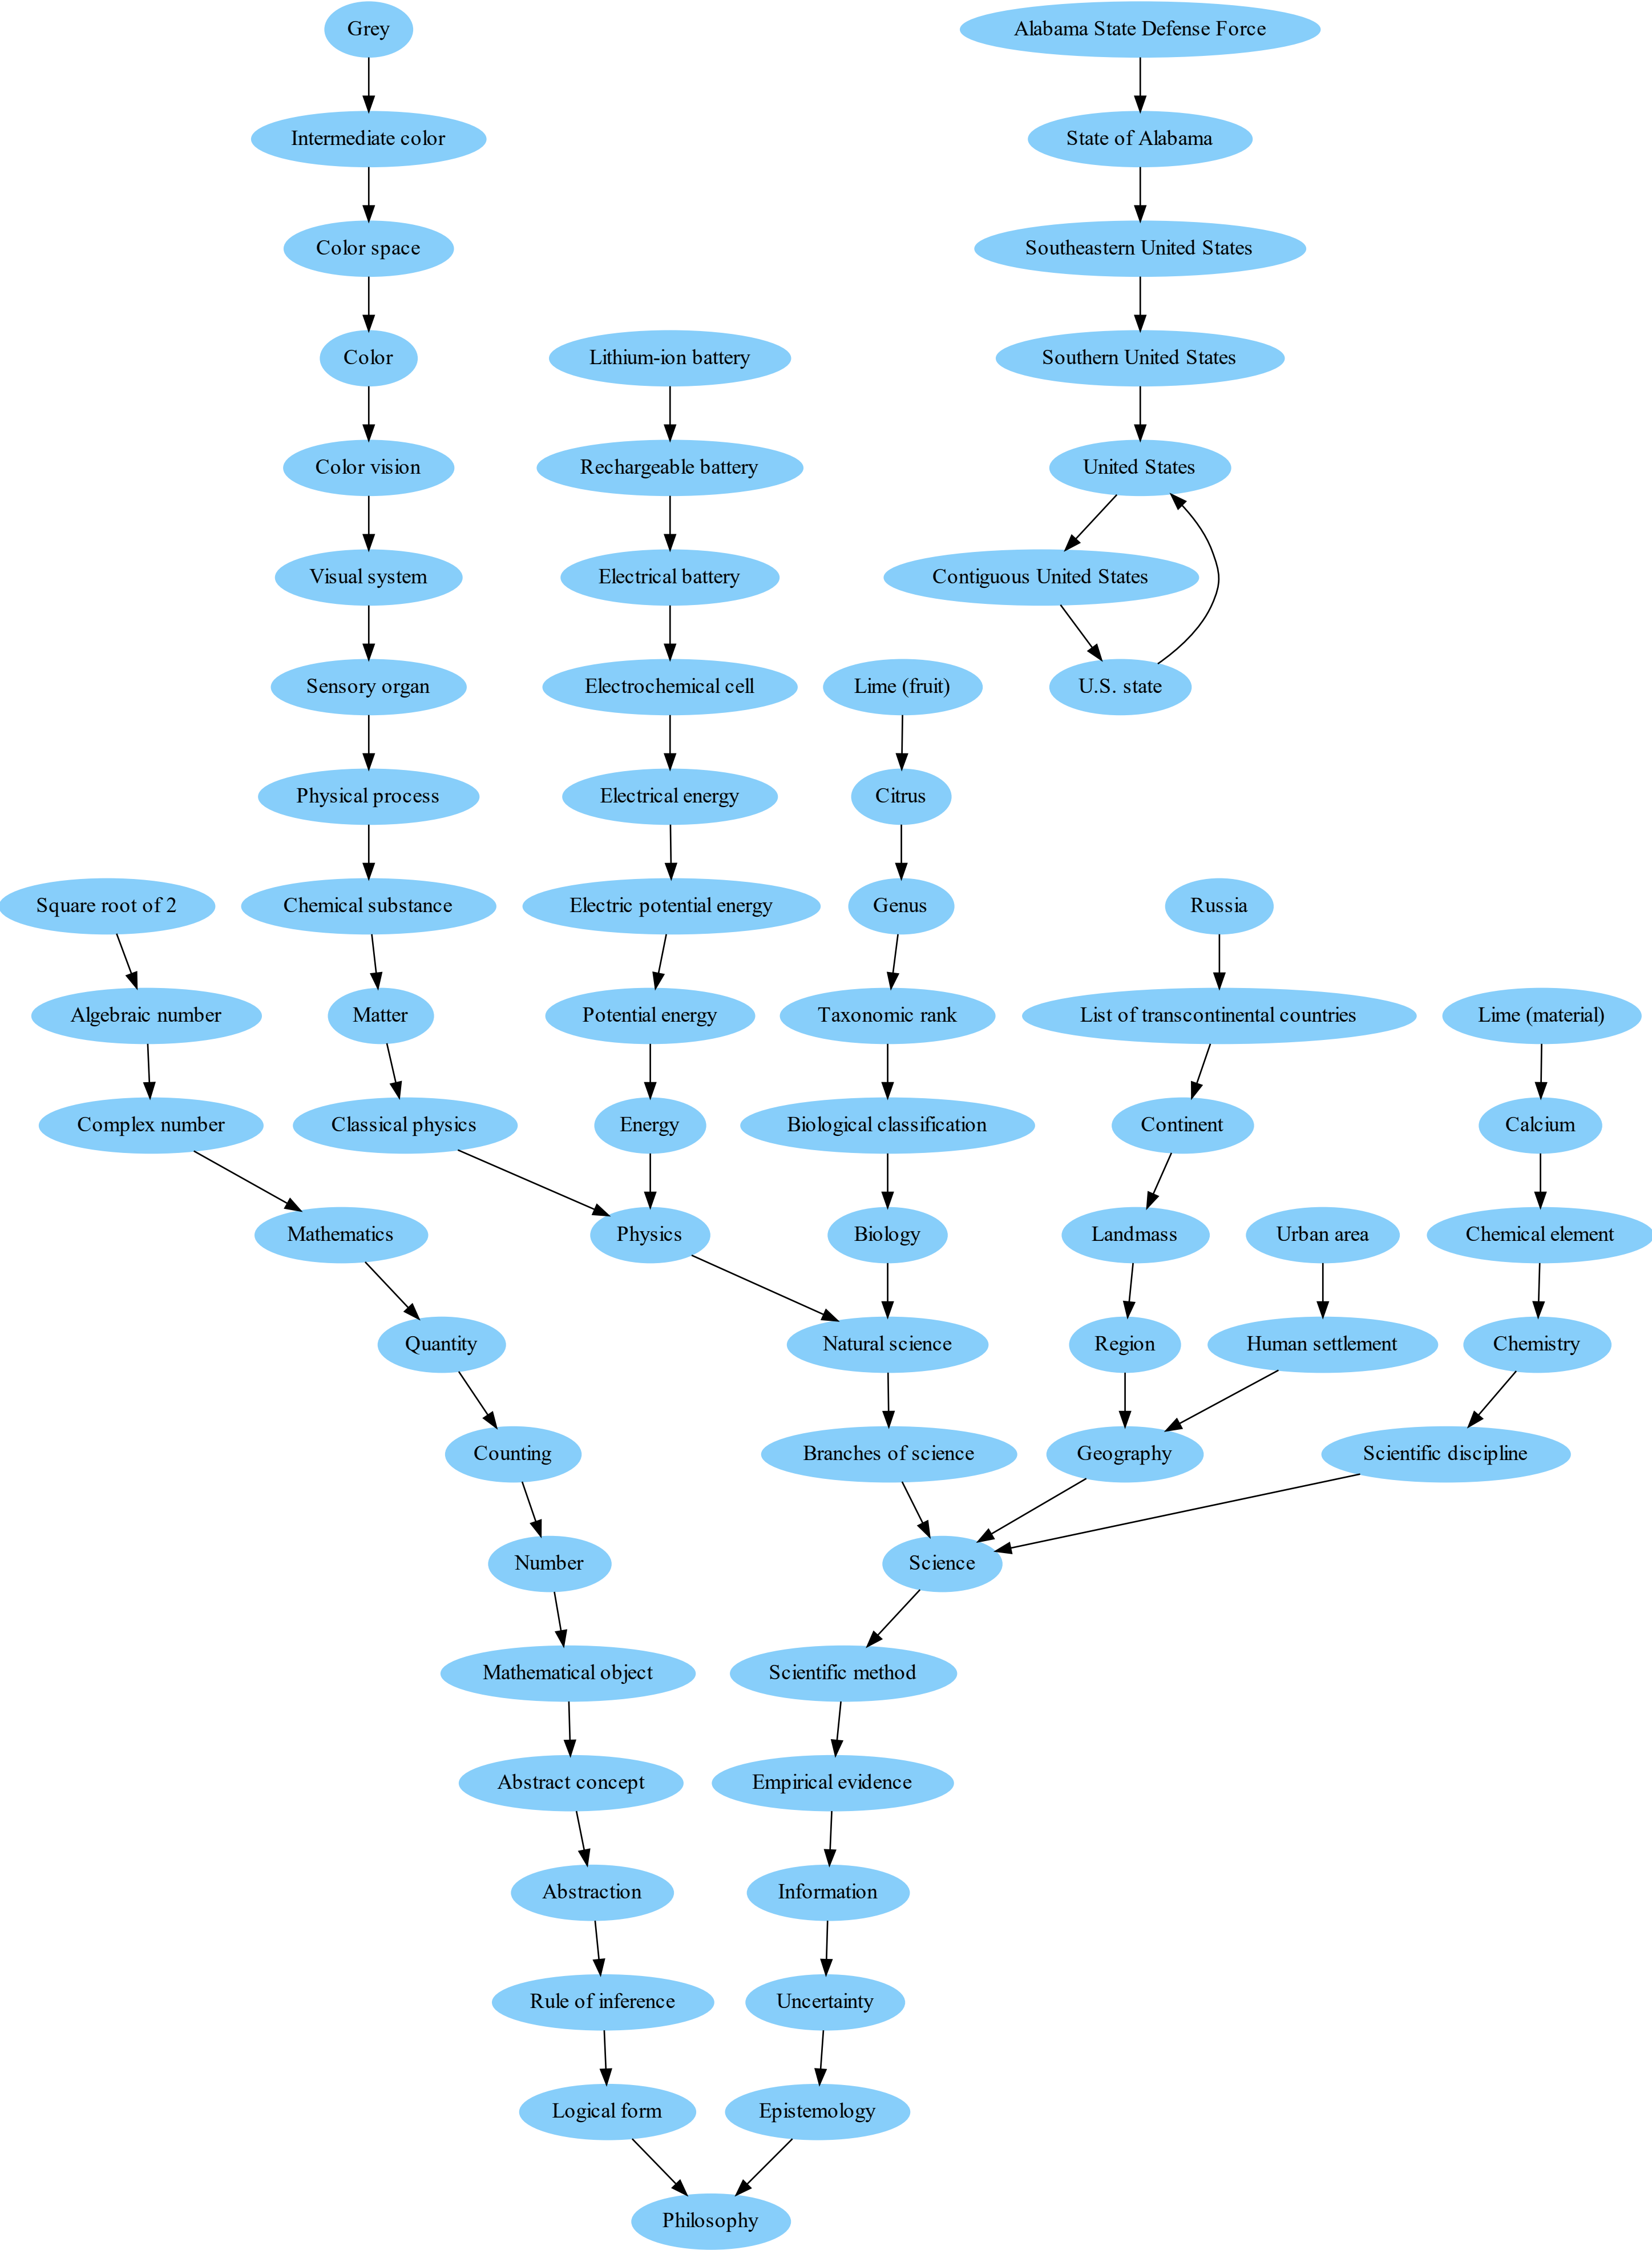 Grey
Alabama State Defense Force
Intermediate color
State of Alabama
Color space
Southeastern United States
Color
Lithium-ion battery
Southern United States
Color vision
Rechargeable battery
United States
Visual system
Electrical battery
Contiguous United States
Sensory organ
Electrochemical cell
Lime (fruit)
U.S. state
Physical process
Electrical energy
Citrus
Square root of 2
Chemical substance
Electric potential energy
Genus
Russia
Algebraic number
Matter
Potential energy
Taxonomic rank
List of transcontinental countries
Lime (material)
Complex number
Classical physics
Energy
Biological classification
Continent
Calcium
Mathematics
Physics
Biology
Landmass
Urban area
Chemical element
Quantity
Natural science
Region
Human settlement
Chemistry
Counting
Branches of science
Geography
Scientific discipline
Number
Science
Mathematical object
Scientific method
Abstract concept
Empirical evidence
Abstraction
Information
Rule of inference
Uncertainty
Logical form
Epistemology
Philosophy